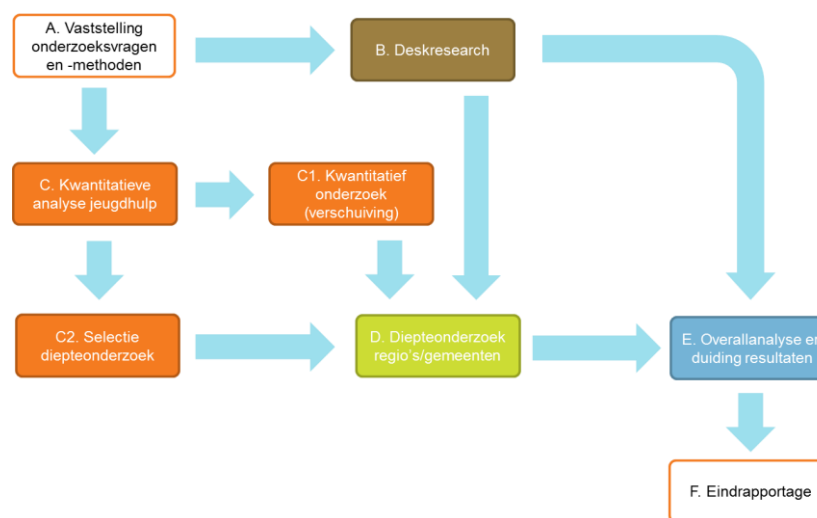 A. Vaststelling
onderzoeksvragen
en -methoden
B. Deskresearch
C. Kwantitatieve
analyse jeugdhulp
C1. Kwantitatief
onderzoek
(verschuiving)
C2. Selectie
diepteonderzoek
D. Diepteonderzoek
regio's/gemeenten
E. Overallanalyse en
duiding resultaten
F. Eindrapportage